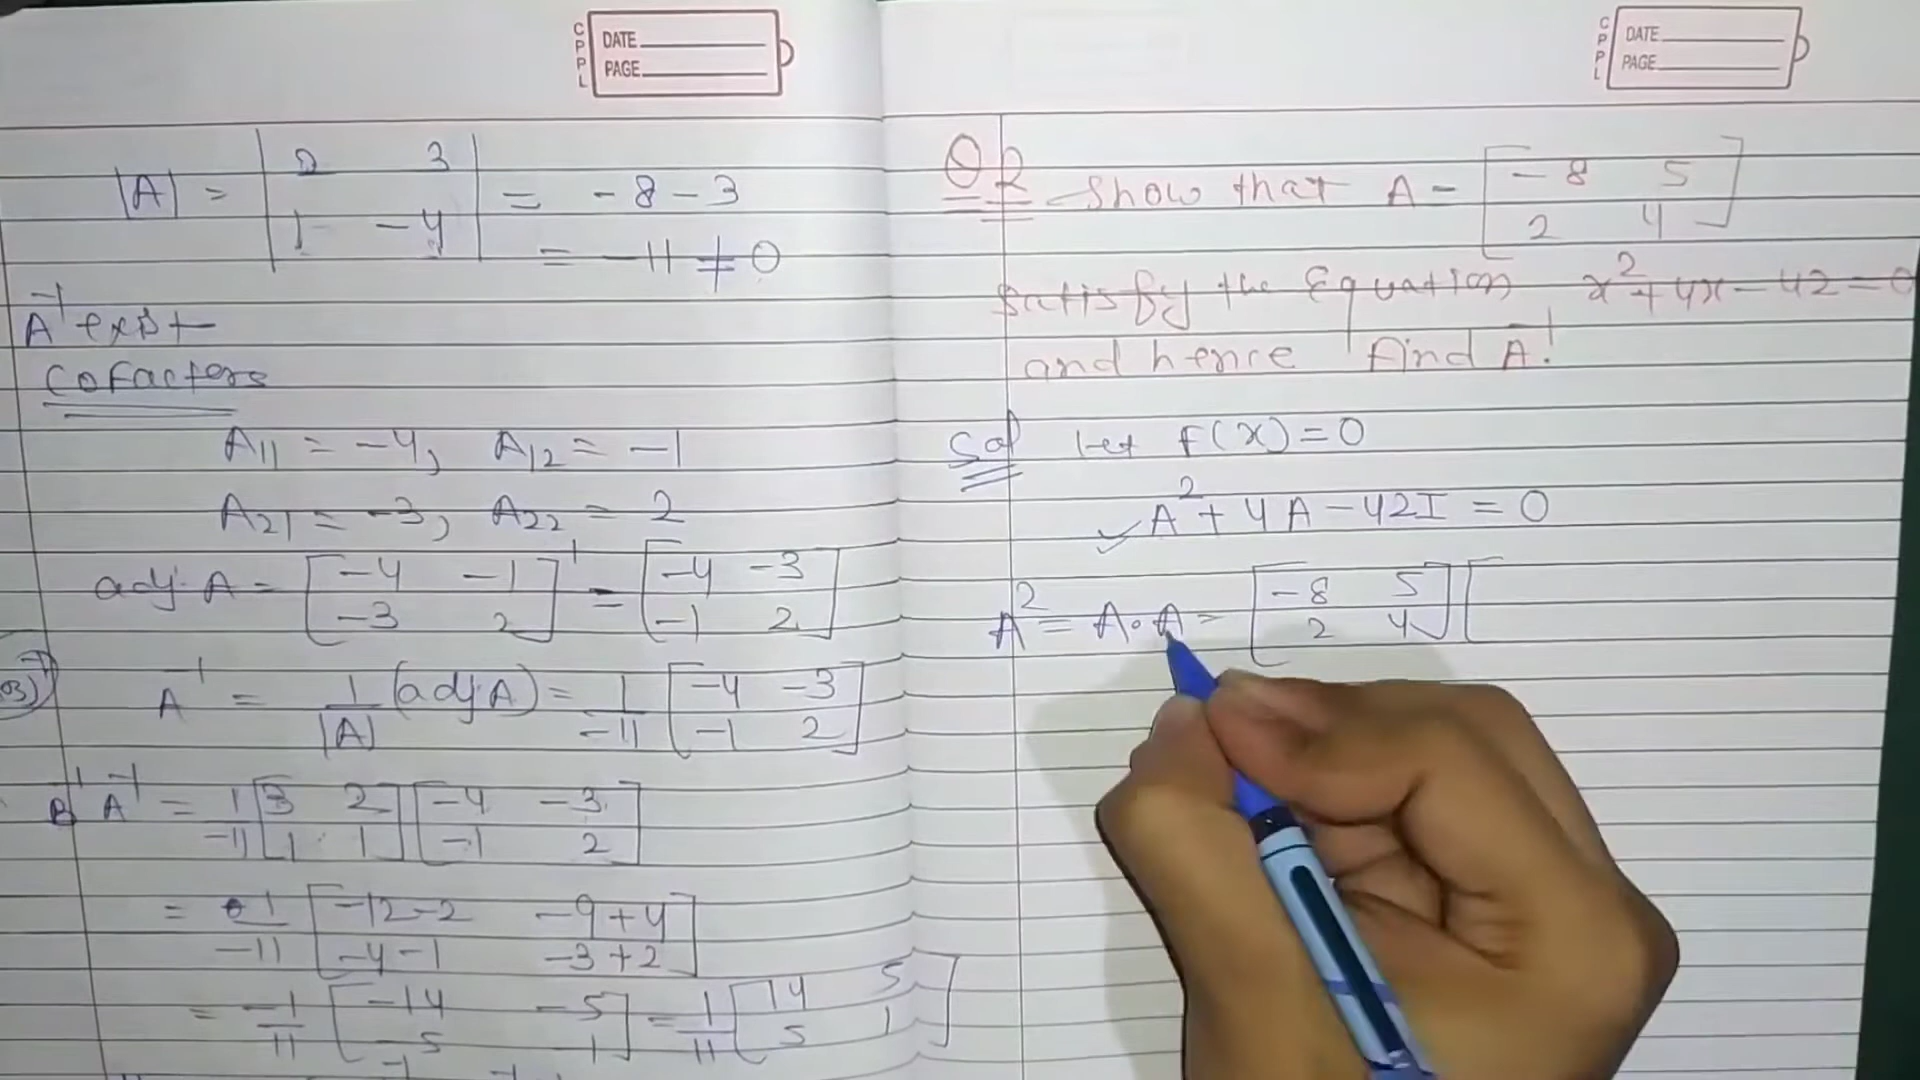 CPPL DATE
PAGE
|A| = | 2 3 | = -8-3
| 1 -4 | = -11 ≠ 0
A⁻¹ exist
Cofactors
A11 = -4, A12 = -1
A21 = -3, A22 = 2
adj·A = [-4 -1; -3 2]' = [-4 -3; -1 2]
A⁻¹ = 1/|A| (adj·A) = 1/-11 [-4 -3; -1 2]
B⁻¹A⁻¹ = 1/-11 [3 2; 1 1] [-4 -3; -1 2]
= 1/-11 [-12-2 -9+4; -4-1 -3+2]
= -1/11 [-14 -5; -5 -1] = 1/11 [14 5; 5 1]
CPPL DATE
PAGE
Q2 Show that A = [-8 5; 2 4]
Satisfy the Equation x²+4x-42=0
and hence find A⁻¹.
Sol let f(x)=0
✓ A²+4A-42I = 0
A² = A·A = [-8 5; 2 4] [